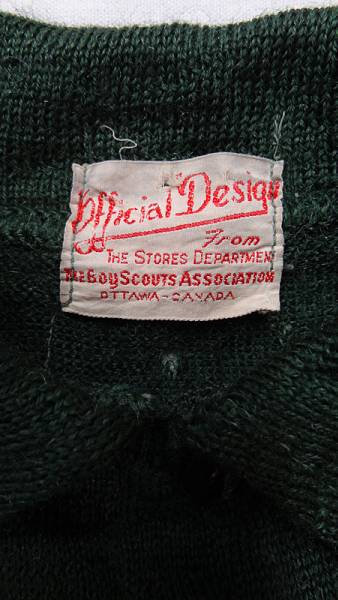 Official Design
From
THE STORES DEPARTMENT
THE BOY SCOUTS ASSOCIATION
OTTAWA-CANADA